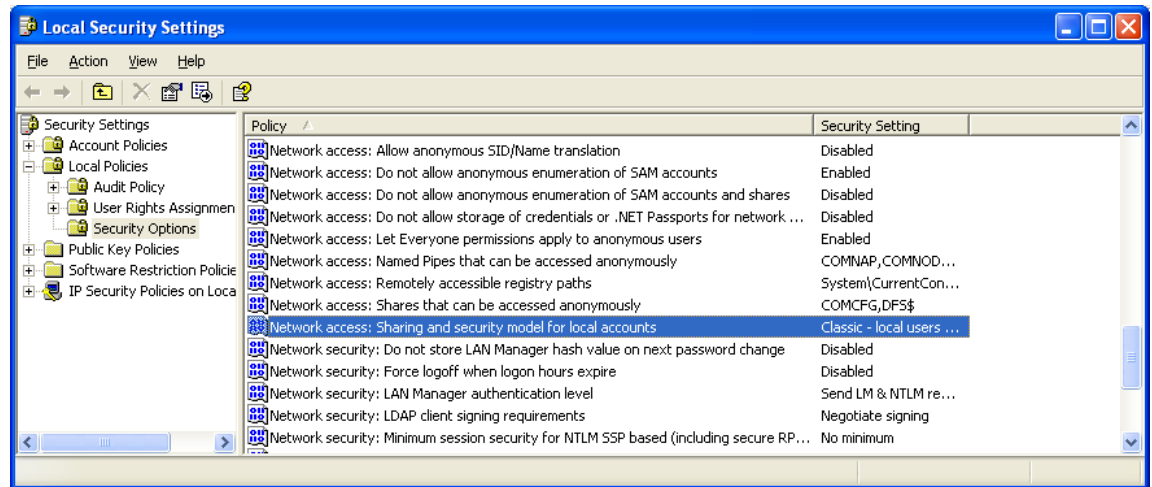 Local Security Settings
File Action View Help
Security Settings
Account Policies
Local Policies
Audit Policy
User Rights Assignmen
Security Options
Public Key Policies
Software Restriction Policie
IP Security Policies on Loca
Policy Security Setting
Network access: Allow anonymous SID/Name translation Disabled
Network access: Do not allow anonymous enumeration of SAM accounts Enabled
Network access: Do not allow anonymous enumeration of SAM accounts and shares Disabled
Network access: Do not allow storage of credentials or .NET Passports for network ... Disabled
Network access: Let Everyone permissions apply to anonymous users Enabled
Network access: Named Pipes that can be accessed anonymously COMNAP,COMNOD...
Network access: Remotely accessible registry paths System\CurrentCon...
Network access: Shares that can be accessed anonymously COMCFG,DFS$
Network access: Sharing and security model for local accounts Classic - local users ...
Network security: Do not store LAN Manager hash value on next password change Disabled
Network security: Force logoff when logon hours expire Disabled
Network security: LAN Manager authentication level Send LM & NTLM re...
Network security: LDAP client signing requirements Negotiate signing
Network security: Minimum session security for NTLM SSP based (including secure RP... No minimum